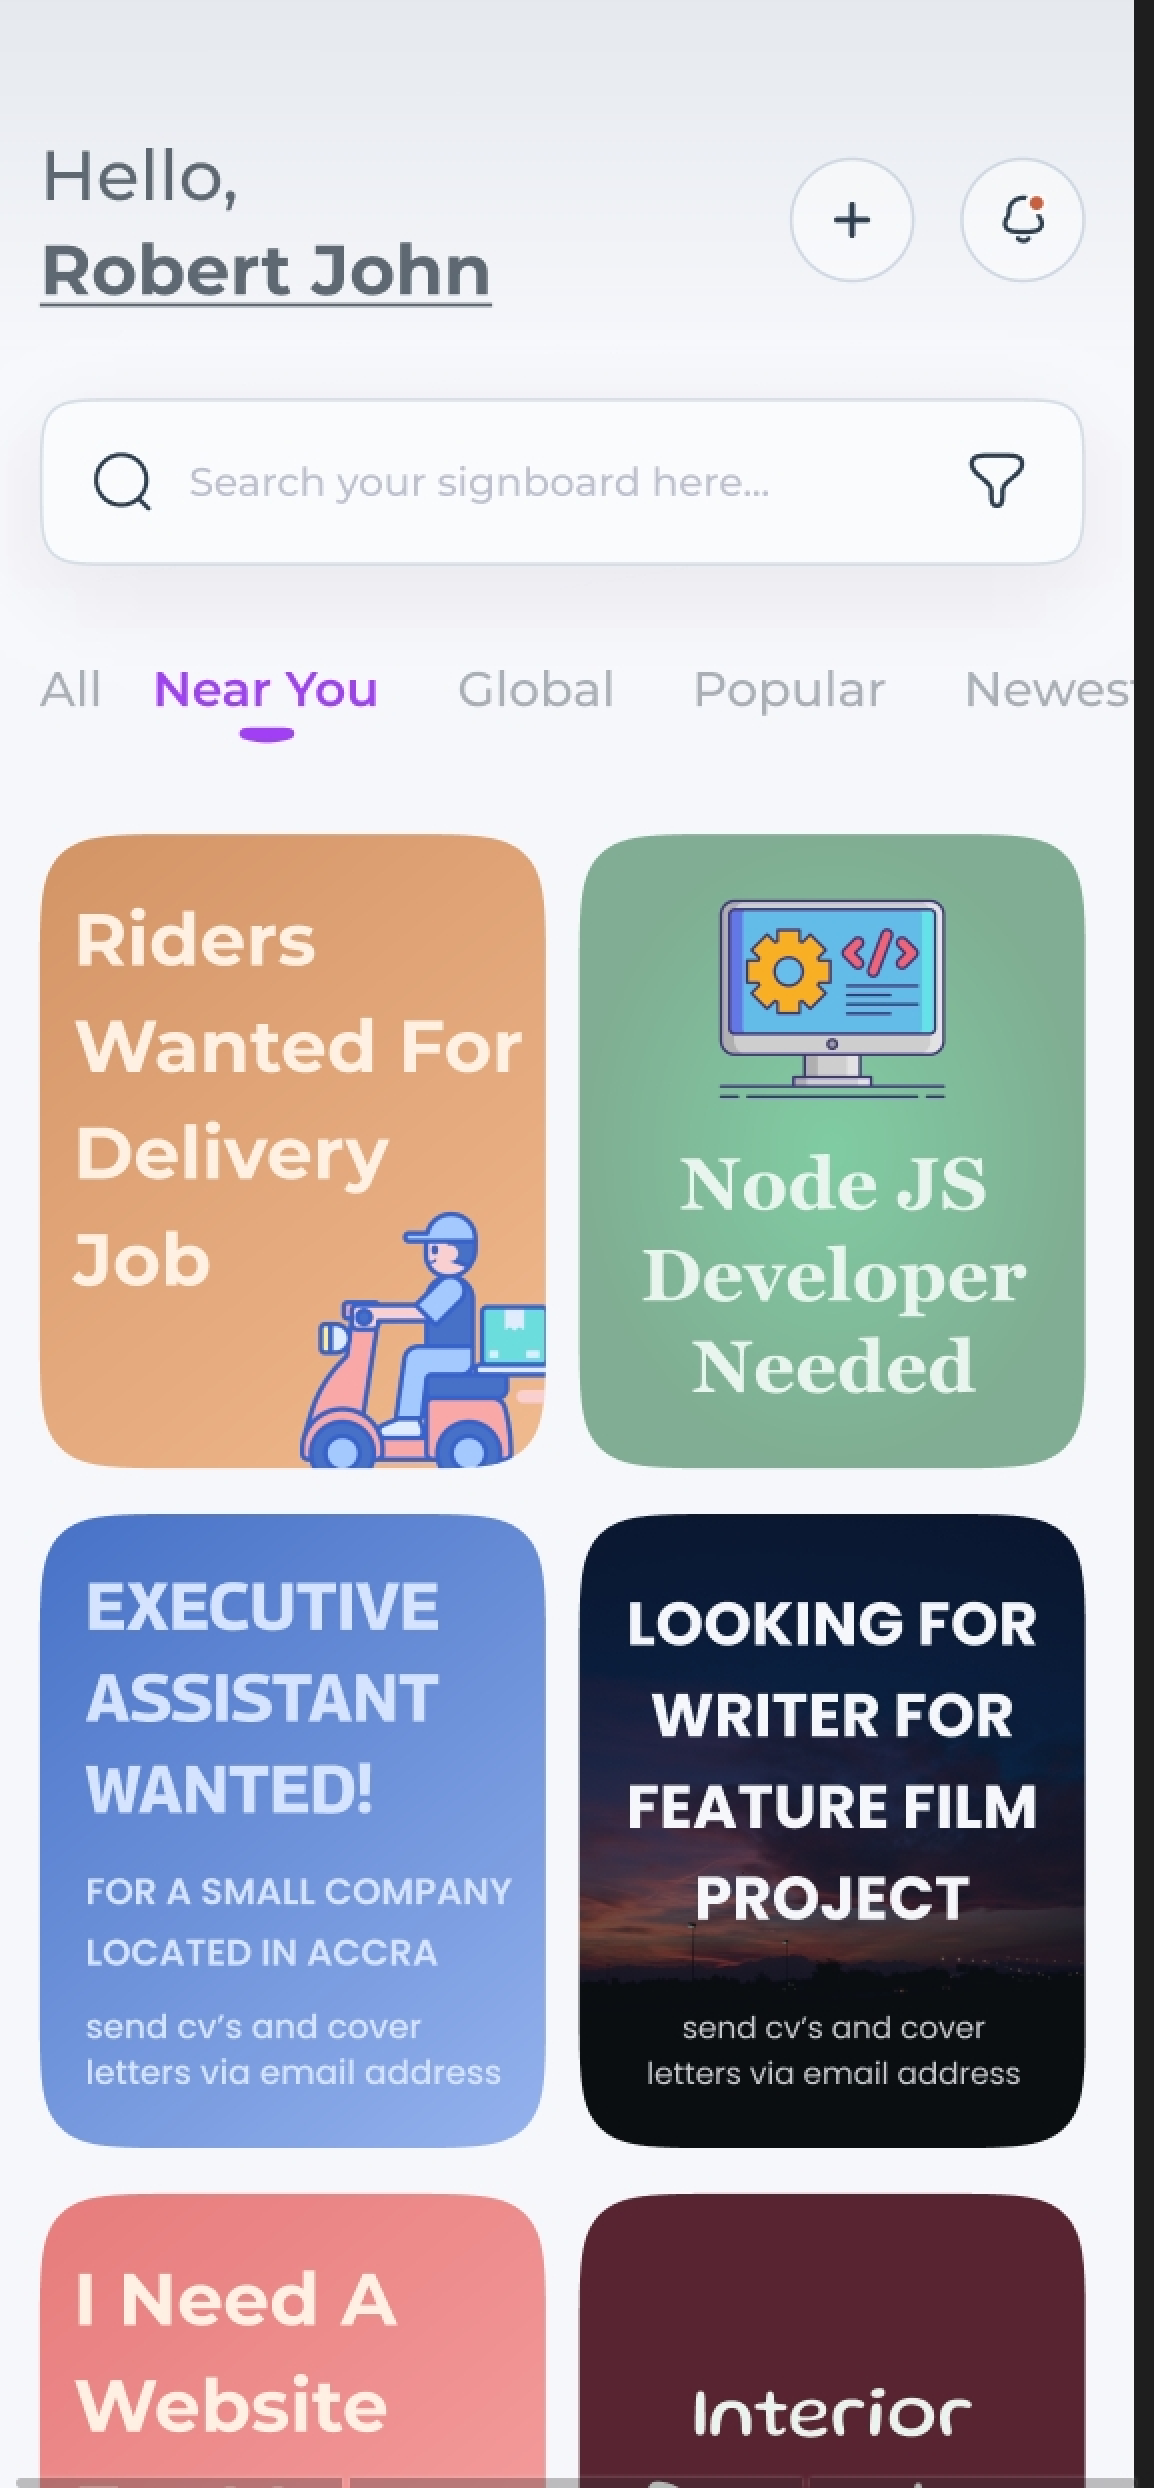 Hello,
Robert John
Search your signboard here...
All Near You Global Popular Newest
Riders
Wanted For
Delivery
Job
</>
Node JS
Developer
Needed
EXECUTIVE
ASSISTANT
WANTED!
FOR A SMALL COMPANY
LOCATED IN ACCRA
send cv’s and cover
letters via email address
LOOKING FOR
WRITER FOR
FEATURE FILM
PROJECT
send cv’s and cover
letters via email address
I Need A
Website
Interior